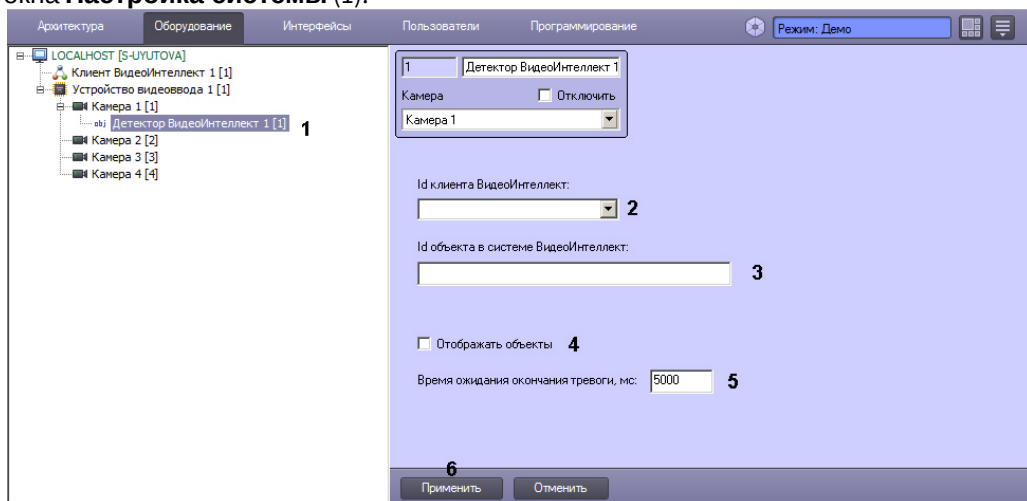 окна Настройка системы (1).
Архитектура Оборудование Интерфейсы Пользователи Программирование Режим: Демо
LOCALHOST [S-UYUTOVA]
Клиент ВидеоИнтеллект 1 [1]
Устройство видеоввода 1 [1]
Камера 1 [1]
obj Детектор ВидеоИнтеллект 1 [1] 1
Камера 2 [2]
Камера 3 [3]
Камера 4 [4]
1 Детектор ВидеоИнтеллект 1
Камера Отключить
Камера 1
Id клиента ВидеоИнтеллект:
2
Id объекта в системе ВидеоИнтеллект:
3
Отображать объекты 4
Время ожидания окончания тревоги, мс: 5000 5
6
Применить Отменить